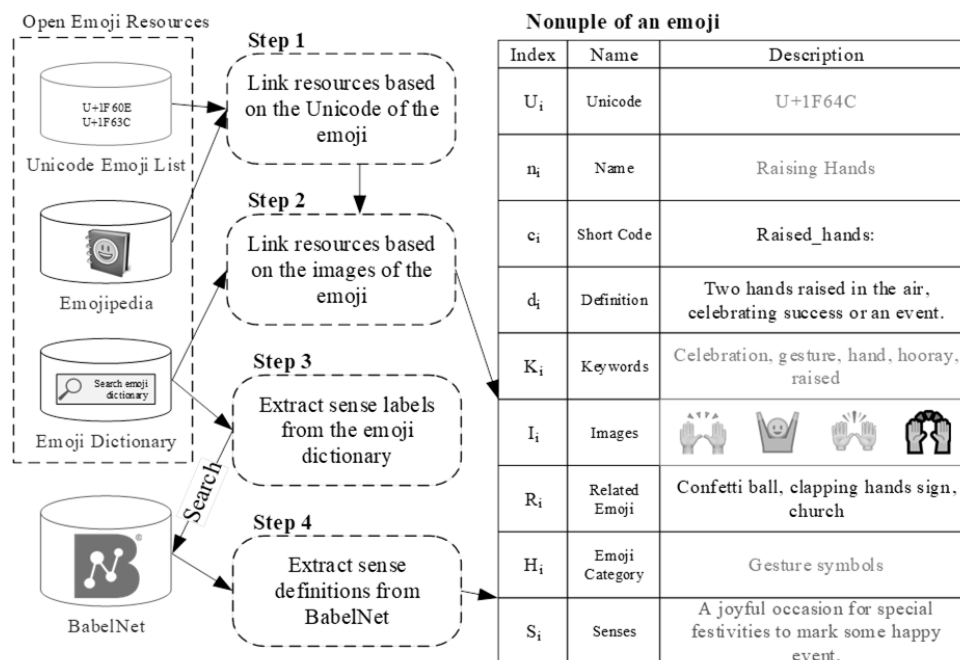 Open Emoji Resources
U+1F60E
U+1F63C
Unicode Emoji List
Emojipedia
Search emoji
dictionary
Emoji Dictionary
BabelNet
Step 1
Link resources based
on the Unicode of the
emoji
Step 2
Link resources based
on the images of the
emoji
Step 3
Extract sense labels
from the emoji
dictionary
Search
Step 4
Extract sense
definitions from
BabelNet
Nonuple of an emoji
Index Name Description
Ui Unicode U+1F64C
ni Name Raising Hands
ci Short Code Raised_hands:
di Definition Two hands raised in the air,
celebrating success or an event.
Ki Keywords Celebration, gesture, hand, hooray,
raised
Ii Images
Ri Related
Emoji Confetti ball, clapping hands sign,
church
Hi Emoji
Category Gesture symbols
Si Senses A joyful occasion for special
festivities to mark some happy
event.